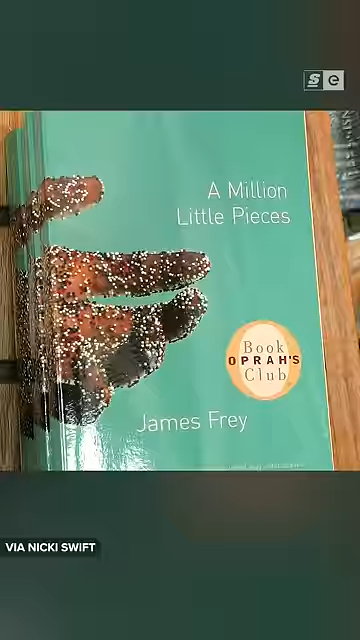 S e
A Million
Little Pieces
Book
OPRAH'S
Club
James Frey
VIA NICKI SWIFT